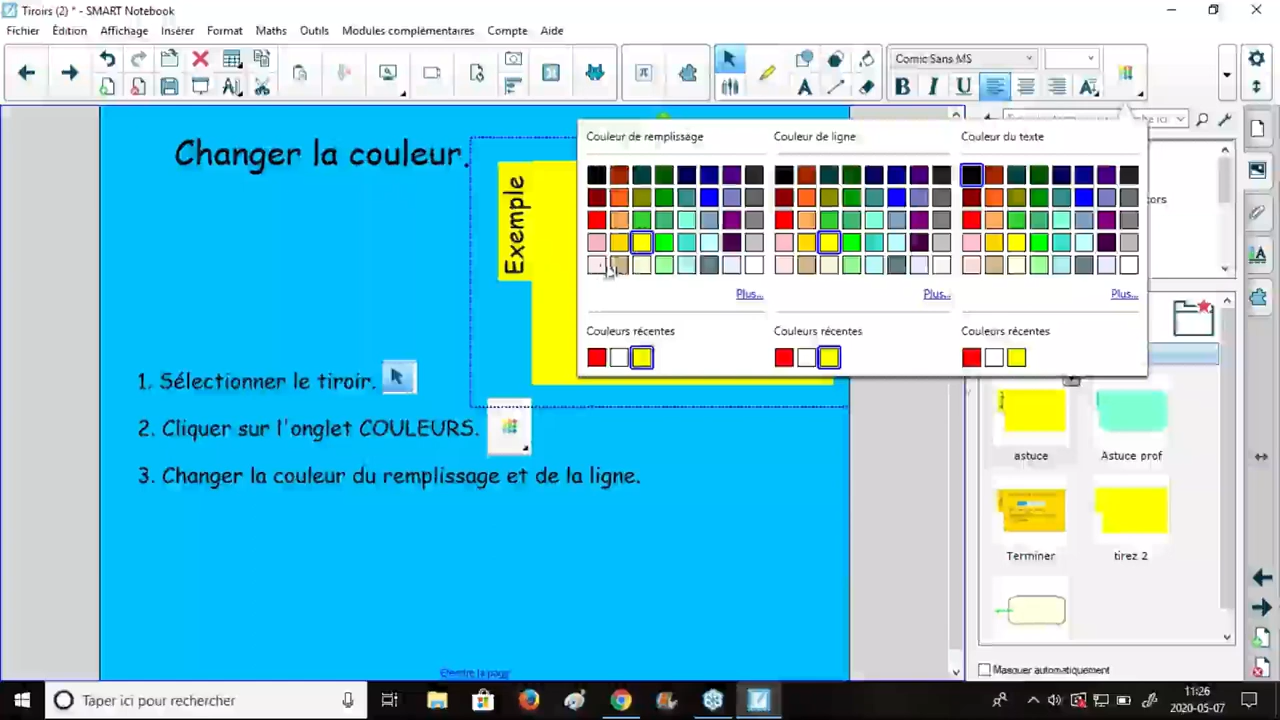 Tiroirs (2) * - SMART Notebook
Fichier Édition Affichage Insérer Format Maths Outils Modules complémentaires Compte Aide
Comic Sans MS
B I U
Changer la couleur.
Exemple
Couleur de remplissage Couleur de ligne Couleur du texte
Plus... Plus... Plus...
Couleurs récentes Couleurs récentes Couleurs récentes
1. Sélectionner le tiroir.
2. Cliquer sur l'onglet COULEURS.
3. Changer la couleur du remplissage et de la ligne.
astuce Astuce prof
Terminer tirez 2
Étendre la page
Masquer automatiquement
Taper ici pour rechercher
11:26
2020-05-07